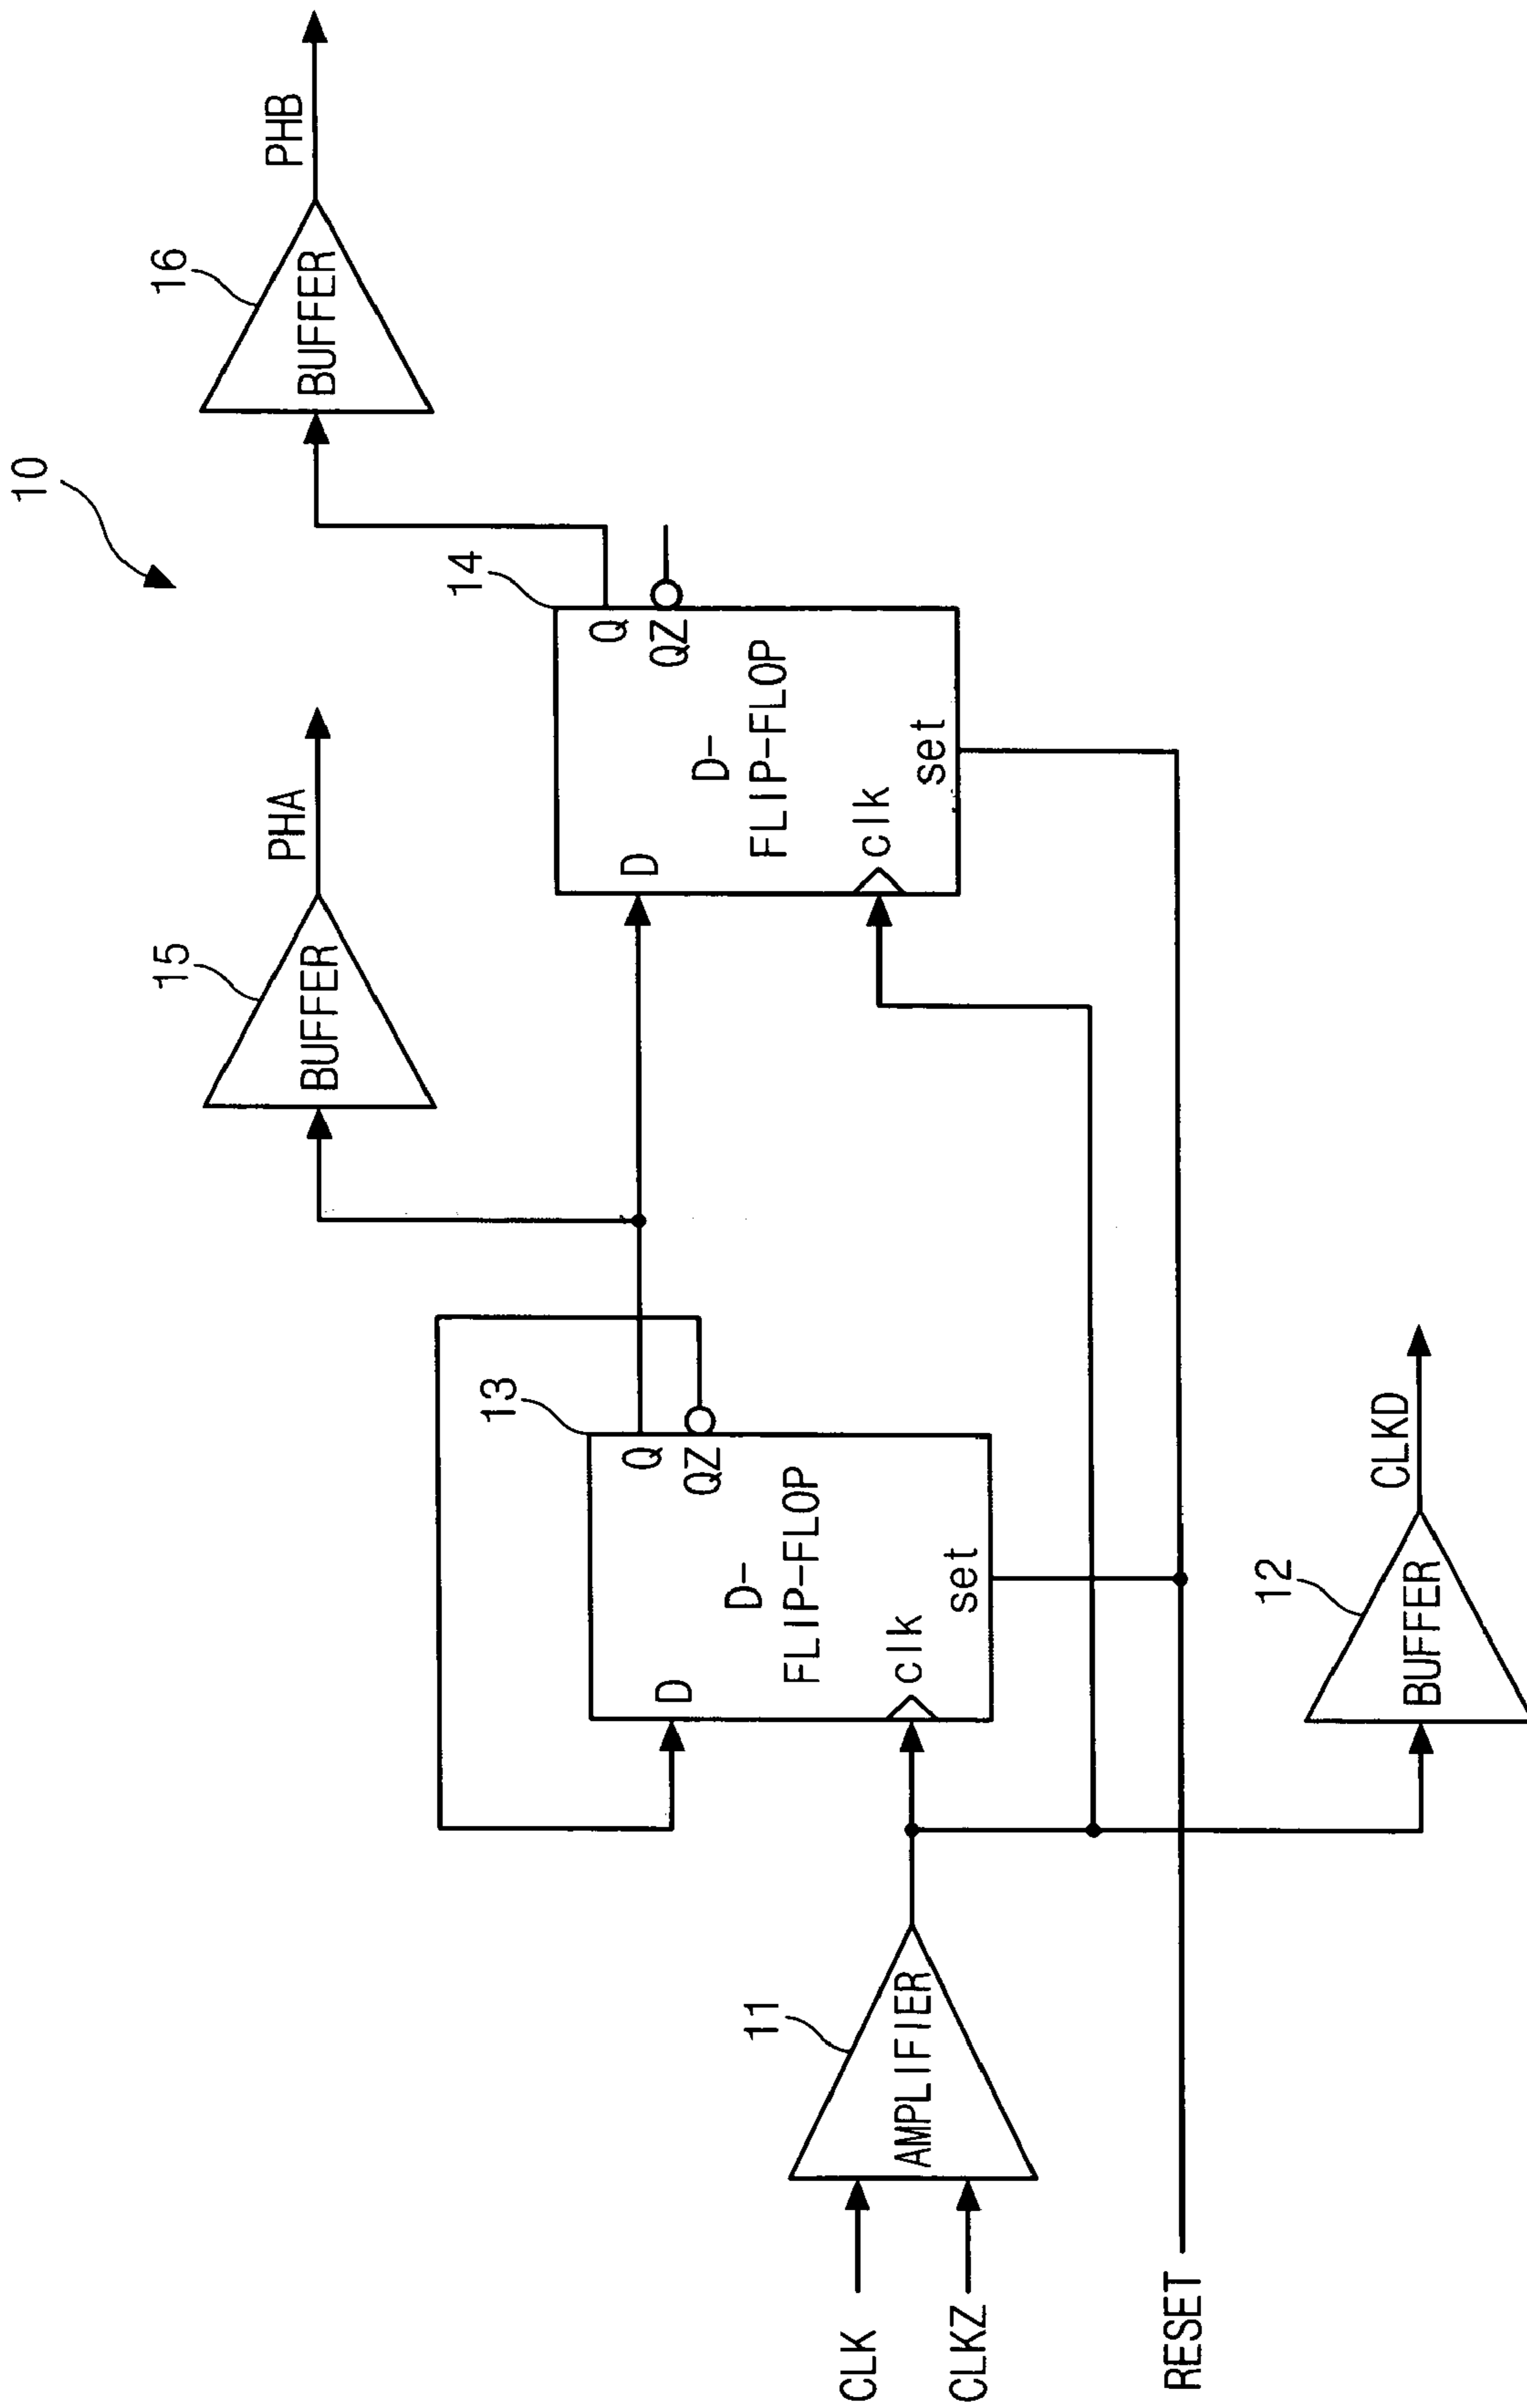 10
16
BUFFER
PHB
15
BUFFER
PHA
14
D
Q
QZ
D-
FLIP-FLOP
clk
set
13
D
Q
QZ
D-
FLIP-FLOP
clk
set
11
AMPLIFIER
CLK
CLKZ
RESET
12
BUFFER
CLKD